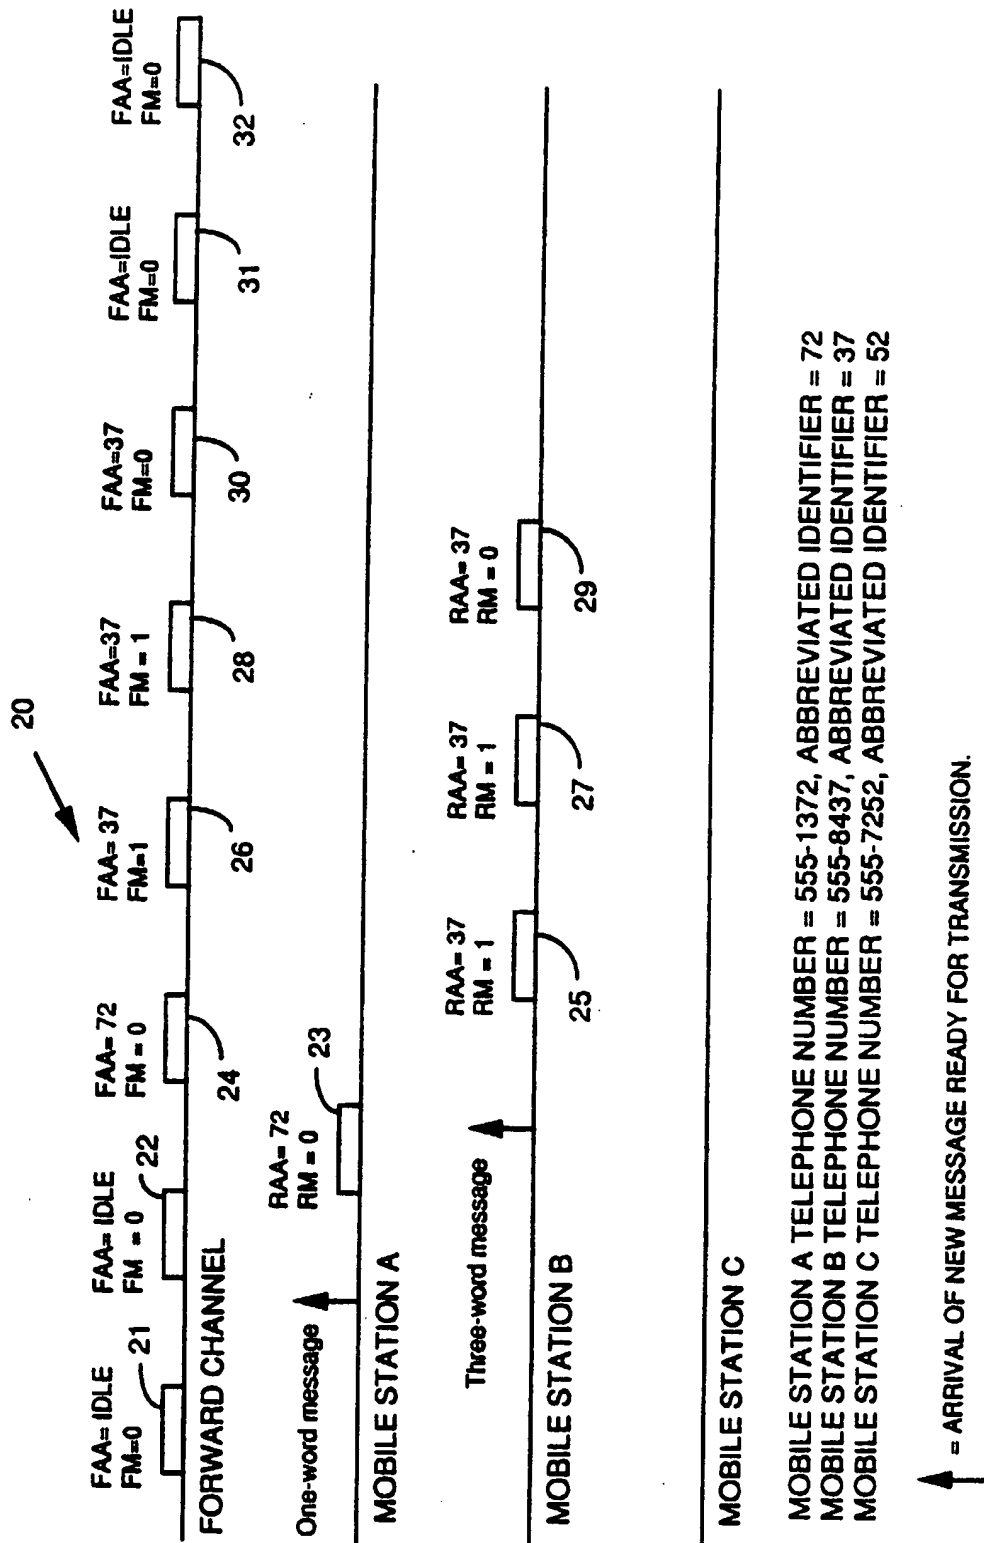 20
FAA= IDLE
FM=0
21
FAA= IDLE
FM = 0
22
FAA= 72
FM = 0
24
FAA= 37
FM=1
26
FAA=37
FM = 1
28
FAA=37
FM=0
30
FAA=IDLE
FM=0
31
FAA=IDLE
FM=0
32
FORWARD CHANNEL
One-word message
RAA= 72
RM = 0
23
MOBILE STATION A
Three-word message
RAA= 37
RM = 1
25
RAA= 37
RM = 1
27
RAA= 37
RM = 0
29
MOBILE STATION B
MOBILE STATION C
MOBILE STATION A TELEPHONE NUMBER = 555-1372, ABBREVIATED IDENTIFIER = 72
MOBILE STATION B TELEPHONE NUMBER = 555-8437, ABBREVIATED IDENTIFIER = 37
MOBILE STATION C TELEPHONE NUMBER = 555-7252, ABBREVIATED IDENTIFIER = 52
= ARRIVAL OF NEW MESSAGE READY FOR TRANSMISSION.